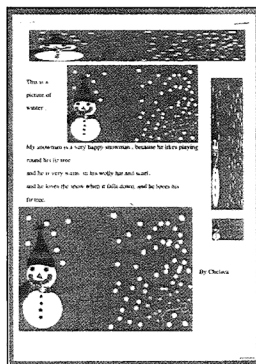 This is a
picture of
winter.
My snowman is a very happy snowman, because he likes playing
round his fir tree
and he is very warm in his wolly hat and scarf,
and he loves the snow when it falls down, and he loves his
fir tree.
By Chelsea